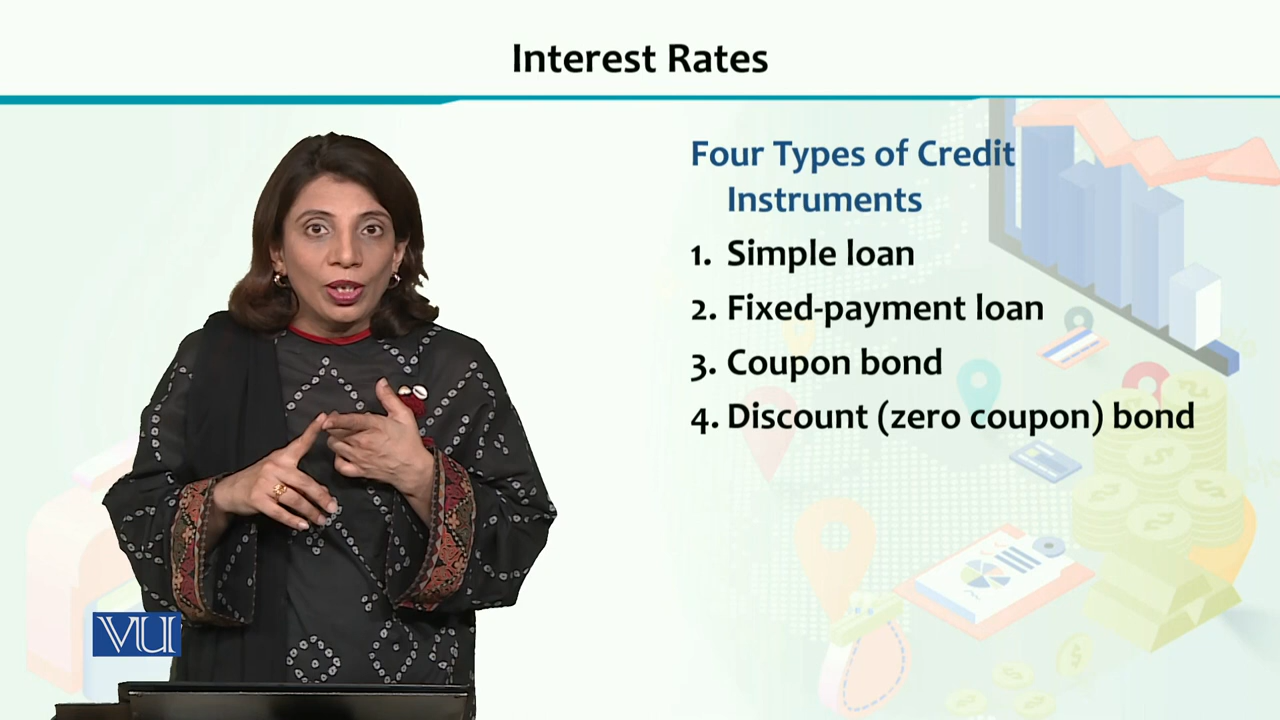 Interest Rates
Four Types of Credit
Instruments
1. Simple loan
2. Fixed-payment loan
3. Coupon bond
4. Discount (zero coupon) bond
VU